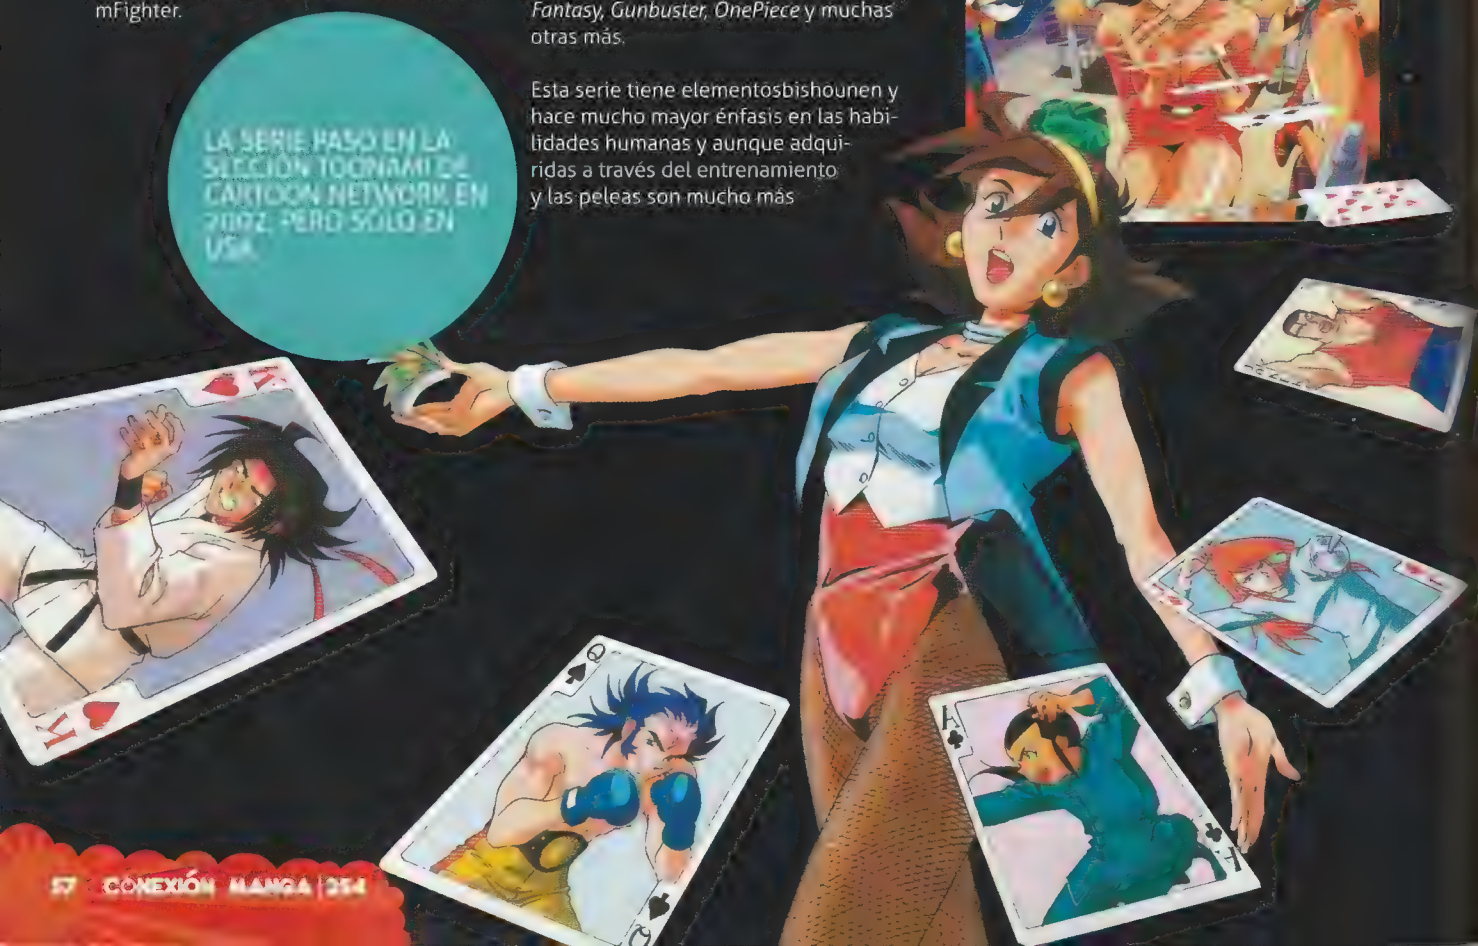 mFighter.
LA SERIE PASO EN LA
SECCION TOONAMI DE
CARTOON NETWORK EN
2002, PERO SOLO EN
USA.
Fantasy, Gunbuster, OnePiece y muchas
otras más.
Esta serie tiene elementosbishounen y
hace mucho mayor énfasis en las habi-
lidades humanas y aunque adqui-
ridas a través del entrenamiento
y las peleas son mucho más
K
K
Q
Q
A
A
57 CONEXIÓN MANGA | 254